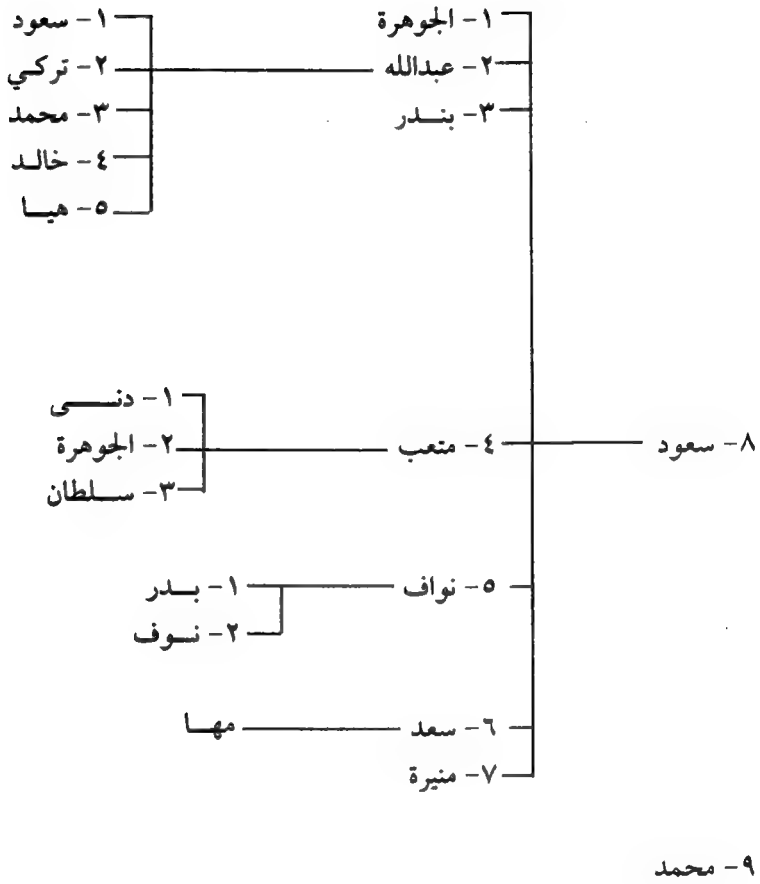 ٨- سعود
١- الجوهرة
٢- عبدالله
١- سعود
٢- تركي
٣- محمد
٤- خالد
٥- هيا
٣- بندر
٤- متعب
١- دنى
٢- الجوهرة
٣- سلطان
٥- نواف
١- بدر
٢- نوف
٦- سعد
مها
٧- منيرة
٩- محمد